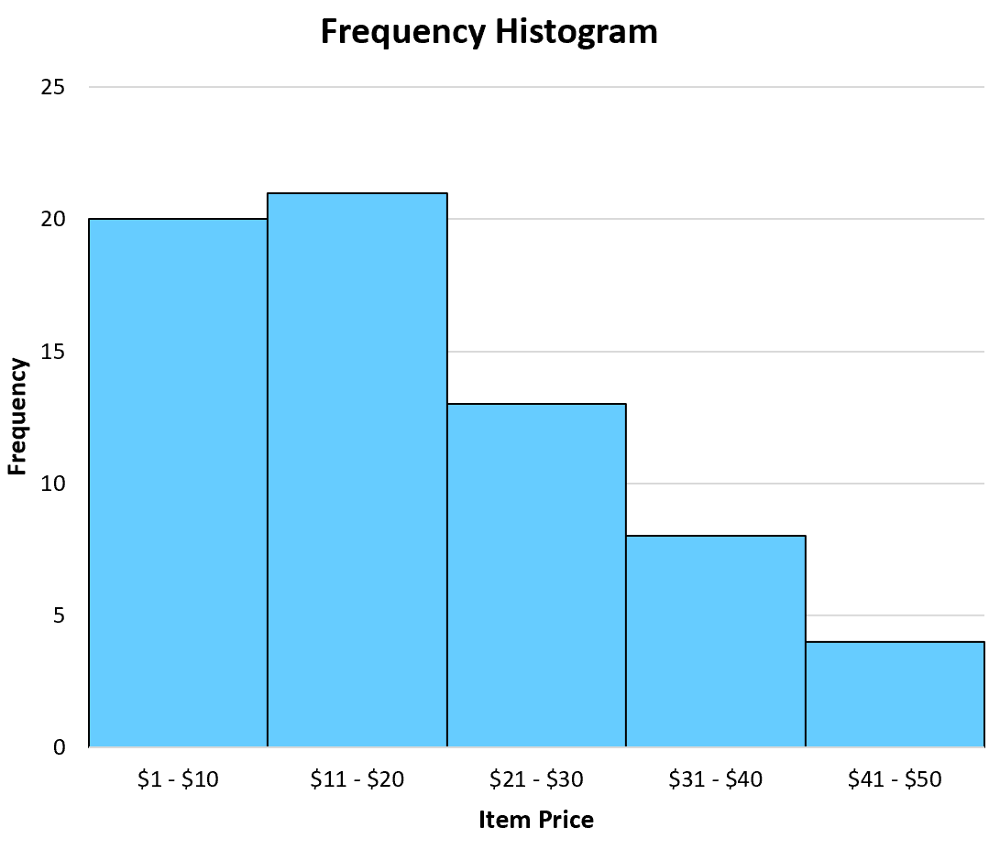 Frequency Histogram
25
20
15
10
5
0
Frequency
$1 - $10
$11 - $20
$21 - $30
$31 - $40
$41 - $50
Item Price